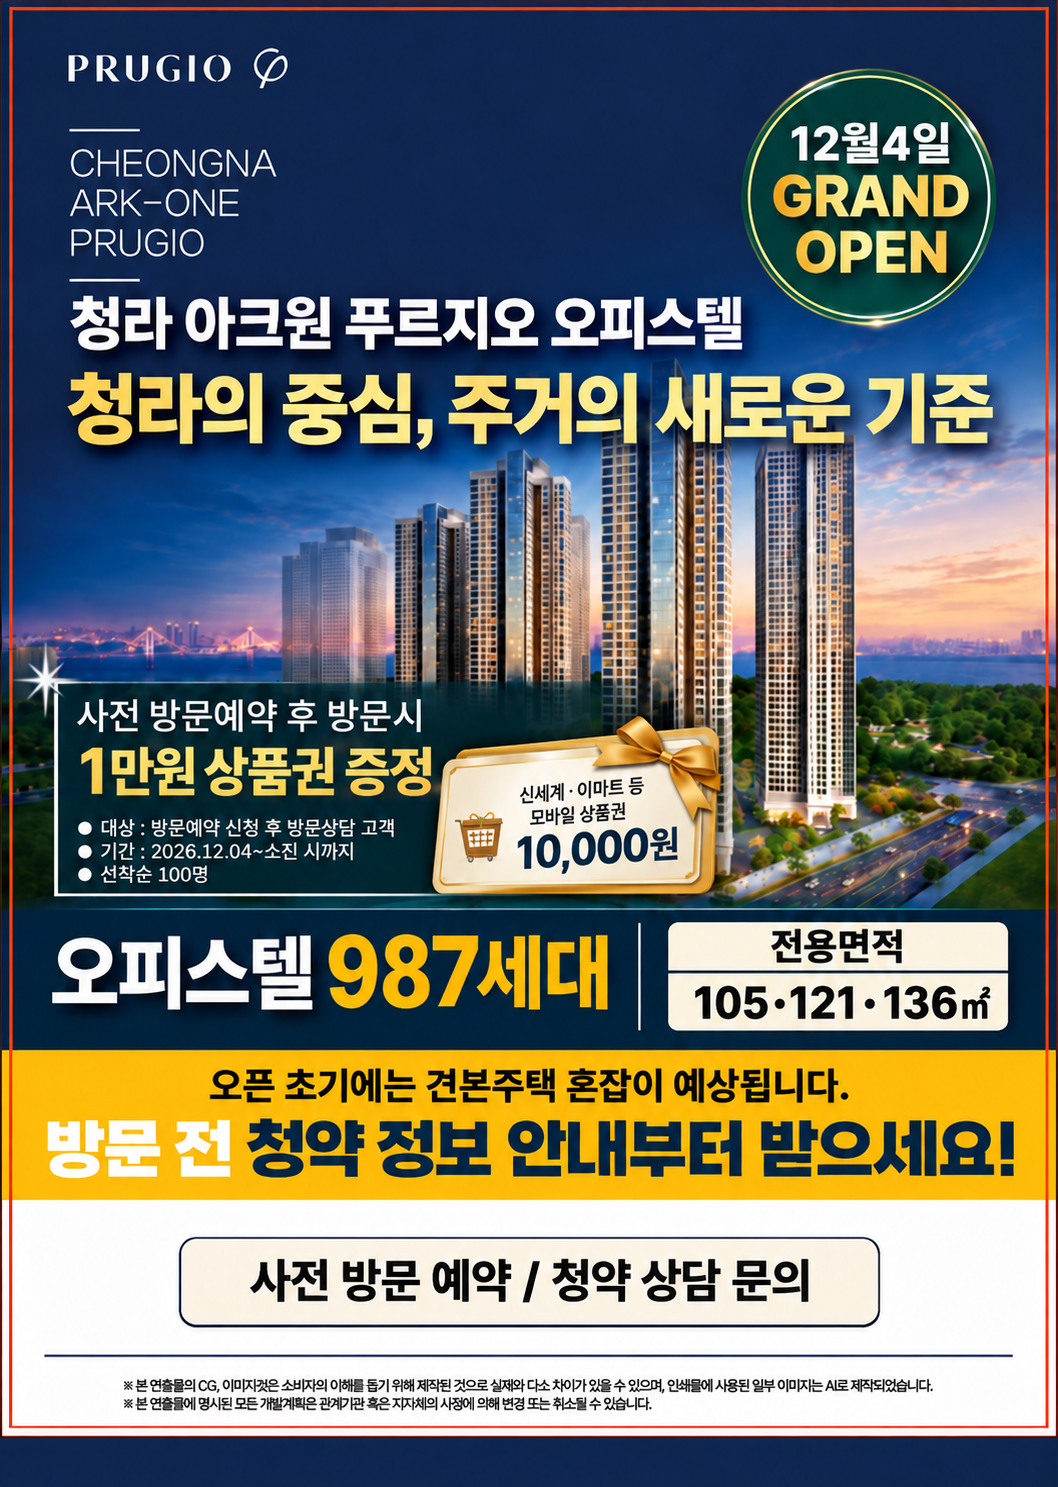 PRUGIO
CHEONGNA
ARK-ONE
PRUGIO
12월4일
GRAND
OPEN
청라 아크원 푸르지오 오피스텔
청라의 중심, 주거의 새로운 기준
사전 방문예약 후 방문시
1만원 상품권 증정
● 대상 : 방문예약 신청 후 방문상담 고객
● 기간 : 2026.12.04~소진 시까지
● 선착순 100명
신세계 · 이마트 등
모바일 상품권
10,000원
오피스텔 987세대
전용면적
105·121·136㎡
오픈 초기에는 견본주택 혼잡이 예상됩니다.
방문 전 청약 정보 안내부터 받으세요!
사전 방문 예약 / 청약 상담 문의
※ 본 연출물의 CG, 이미지컷은 소비자의 이해를 돕기 위해 제작된 것으로 실제와 다소 차이가 있을 수 있으며, 인쇄물에 사용된 일부 이미지는 AI로 제작되었습니다.
※ 본 연출물에 명시된 모든 개발계획은 관계기관 혹은 지자체의 사정에 의해 변경 또는 취소될 수 있습니다.